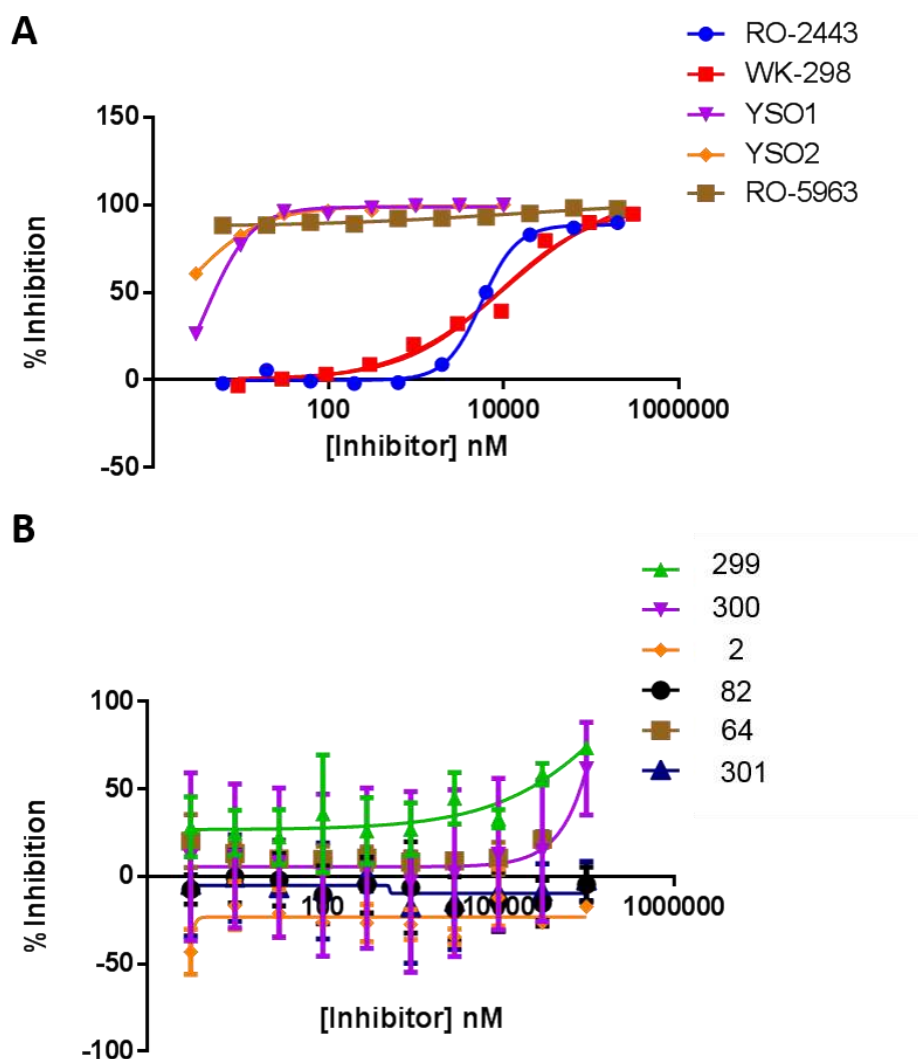 A
RO-2443
WK-298
YSO1
YSO2
RO-5963
150
100
50
0
-50
% Inhibition
100 10000 1000000
[Inhibitor] nM
B
299
300
2
82
64
301
100
50
0
-50
-100
% Inhibition
100 10000 1000000
[Inhibitor] nM